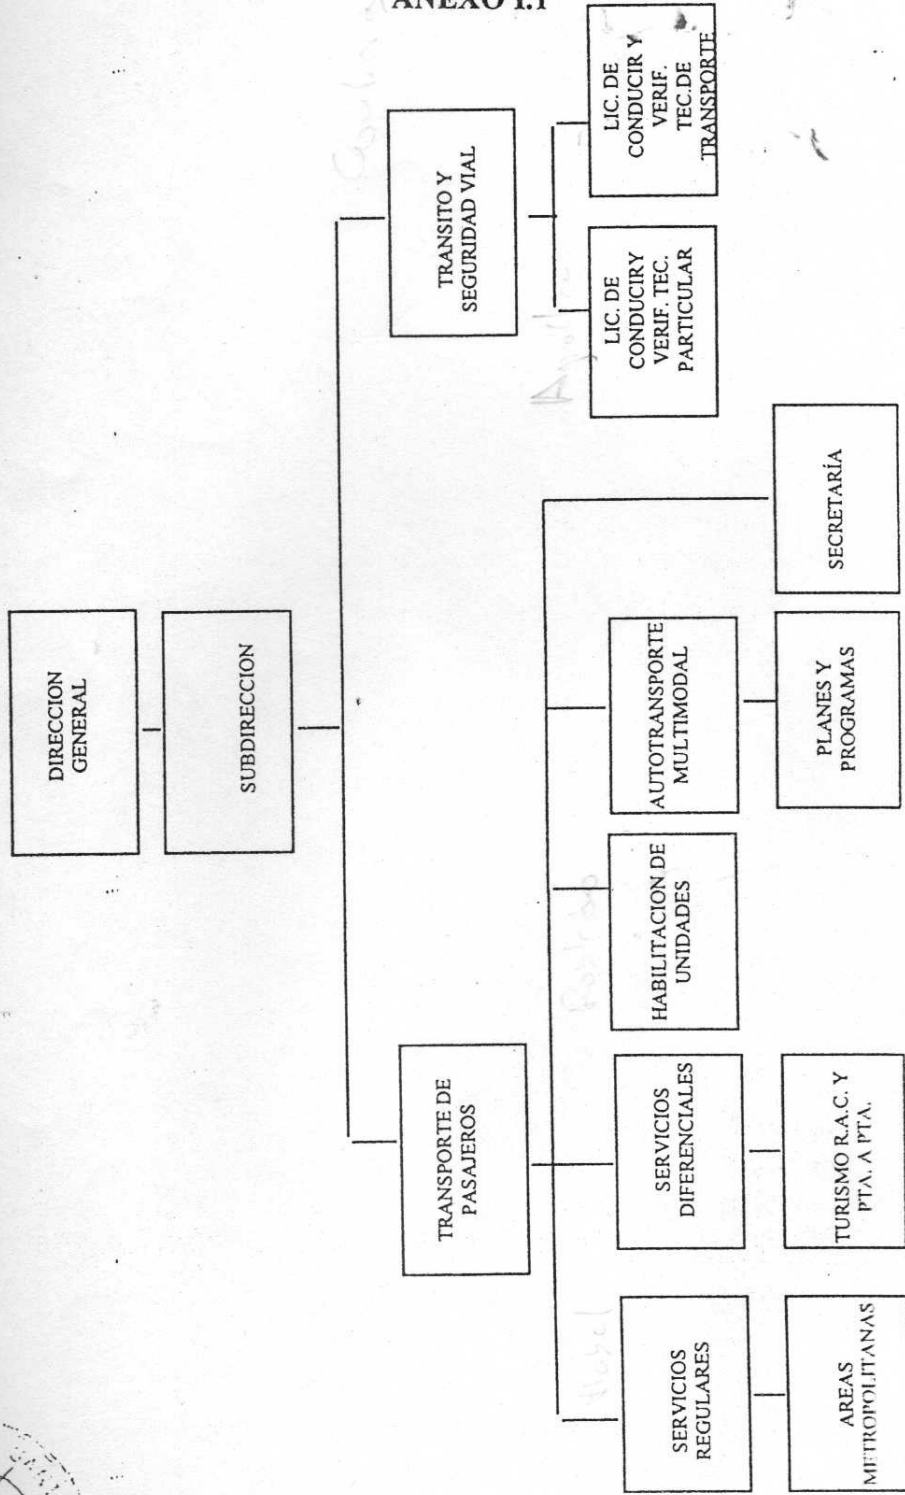 ANEXO I.1
DIRECCION
GENERAL
SUBDIRECCION
TRANSPORTE DE
PASAJEROS
TRANSITO Y
SEGURIDAD VIAL
SERVICIOS
REGULARES
SERVICIOS
DIFERENCIALES
HABILITACION DE
UNIDADES
AUTOTRANSPORTE
MULTIMODAL
SECRETARÍA
LIC. DE
CONDUCIRY
VERIF. TEC.
PARTICULAR
LIC. DE
CONDUCIR Y
VERIF.
TEC.DE
TRANSPORTE
AREAS
METROPOLITANAS
TURISMO R.A.C. Y
PTA. A PTA.
PLANES Y
PROGRAMAS